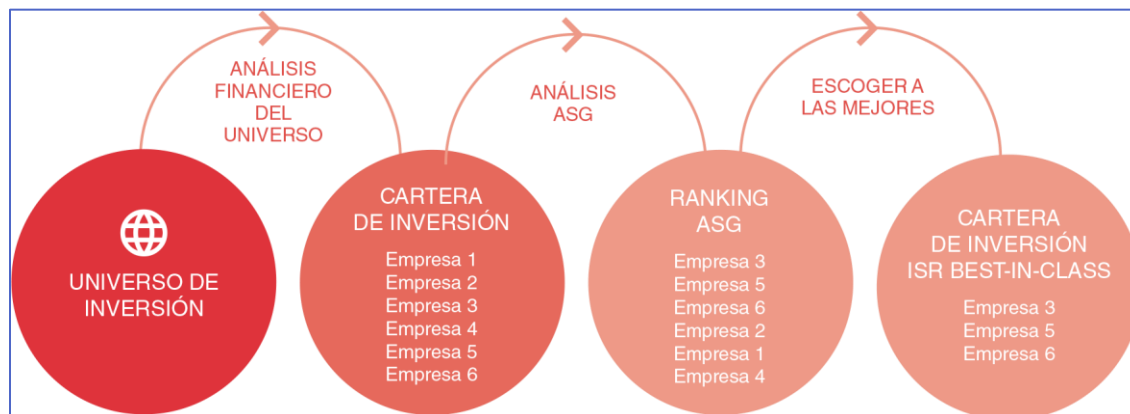 ANÁLISIS
FINANCIERO
DEL
UNIVERSO
ANÁLISIS
ASG
ESCOGER A
LAS MEJORES
UNIVERSO DE
INVERSIÓN
CARTERA
DE INVERSIÓN
Empresa 1
Empresa 2
Empresa 3
Empresa 4
Empresa 5
Empresa 6
RANKING
ASG
Empresa 3
Empresa 5
Empresa 6
Empresa 2
Empresa 1
Empresa 4
CARTERA
DE INVERSIÓN
ISR BEST-IN-CLASS
Empresa 3
Empresa 5
Empresa 6